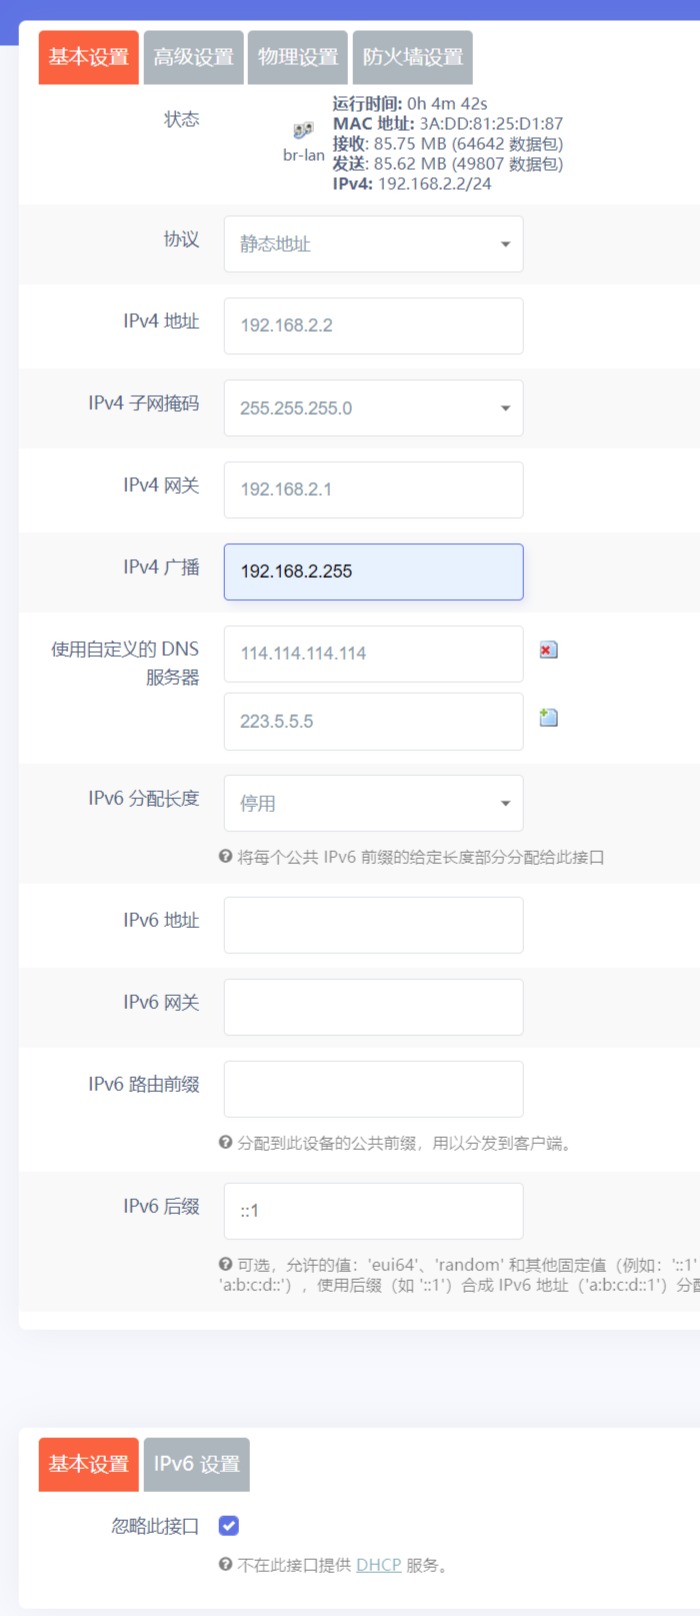 基本设置 高级设置 物理设置 防火墙设置
状态
br-lan
运行时间: 0h 4m 42s
MAC 地址: 3A:DD:81:25:D1:87
接收: 85.75 MB (64642 数据包)
发送: 85.62 MB (49807 数据包)
IPv4: 192.168.2.2/24
协议 静态地址
IPv4 地址 192.168.2.2
IPv4 子网掩码 255.255.255.0
IPv4 网关 192.168.2.1
IPv4 广播 192.168.2.255
使用自定义的 DNS
服务器
114.114.114.114
223.5.5.5
IPv6 分配长度 停用
将每个公共 IPv6 前缀的给定长度部分分配给此接口
IPv6 地址
IPv6 网关
IPv6 路由前缀
分配到此设备的公共前缀，用以分发到客户端。
IPv6 后缀 ::1
可选，允许的值：'eui64'、'random' 和其他固定值（例如：'::1'
'a:b:c:d::'），使用后缀（如 '::1'）合成 IPv6 地址（'a:b:c:d::1'）分配
基本设置 IPv6 设置
忽略此接口
不在此接口提供 DHCP 服务。